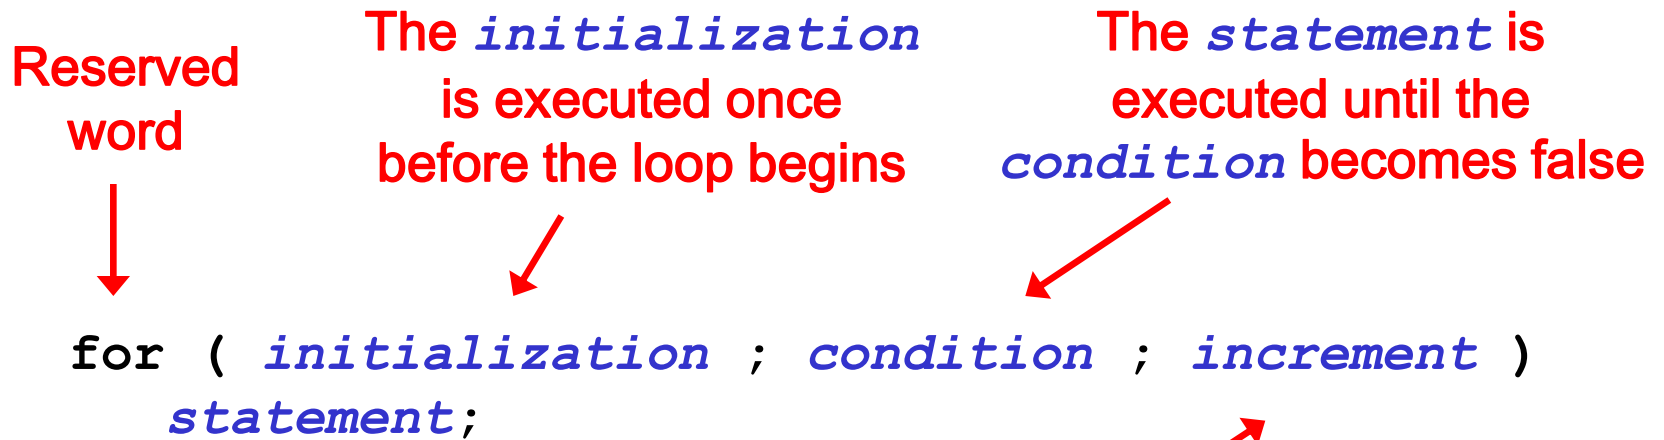 Reserved
word
The initialization
is executed once
before the loop begins
The statement is
executed until the
condition becomes false
for ( initialization ; condition ; increment )
statement;